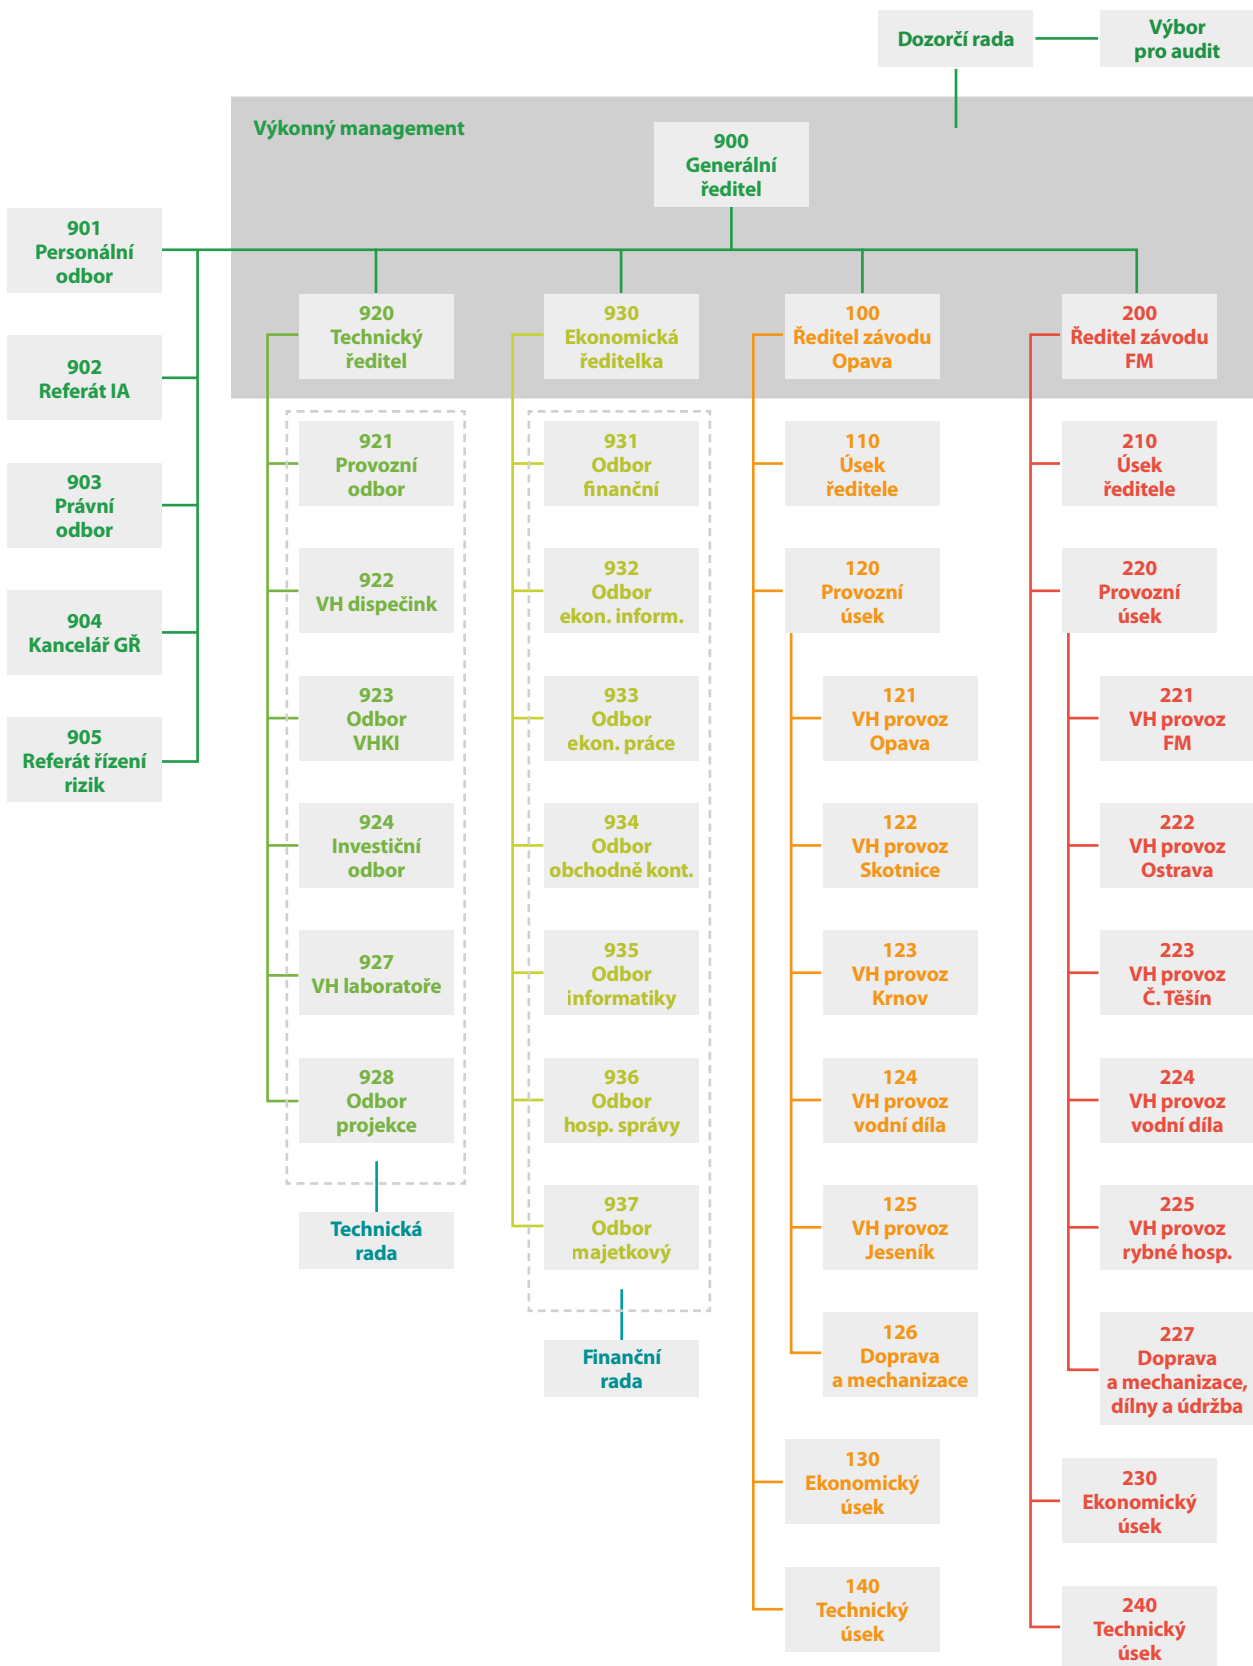 Dozorčí rada
Výbor
pro audit
Výkonný management
900
Generální
ředitel
901
Personální
odbor
902
Referát IA
903
Právní
odbor
904
Kancelář GŘ
905
Referát řízení
rizik
920
Technický
ředitel
921
Provozní
odbor
922
VH dispečink
923
Odbor
VHKI
924
Investiční
odbor
927
VH laboratoře
928
Odbor
projekce
Technická
rada
930
Ekonomická
ředitelka
931
Odbor
finanční
932
Odbor
ekon. inform.
933
Odbor
ekon. práce
934
Odbor
obchodně kont.
935
Odbor
informatiky
936
Odbor
hosp. správy
937
Odbor
majetkový
Finanční
rada
100
Ředitel závodu
Opava
110
Úsek
ředitele
120
Provozní
úsek
121
VH provoz
Opava
122
VH provoz
Skotnice
123
VH provoz
Krnov
124
VH provoz
vodní díla
125
VH provoz
Jeseník
126
Doprava
a mechanizace
130
Ekonomický
úsek
140
Technický
úsek
200
Ředitel závodu
FM
210
Úsek
ředitele
220
Provozní
úsek
221
VH provoz
FM
222
VH provoz
Ostrava
223
VH provoz
Č. Těšín
224
VH provoz
vodní díla
225
VH provoz
rybné hosp.
227
Doprava
a mechanizace,
dílny a údržba
230
Ekonomický
úsek
240
Technický
úsek